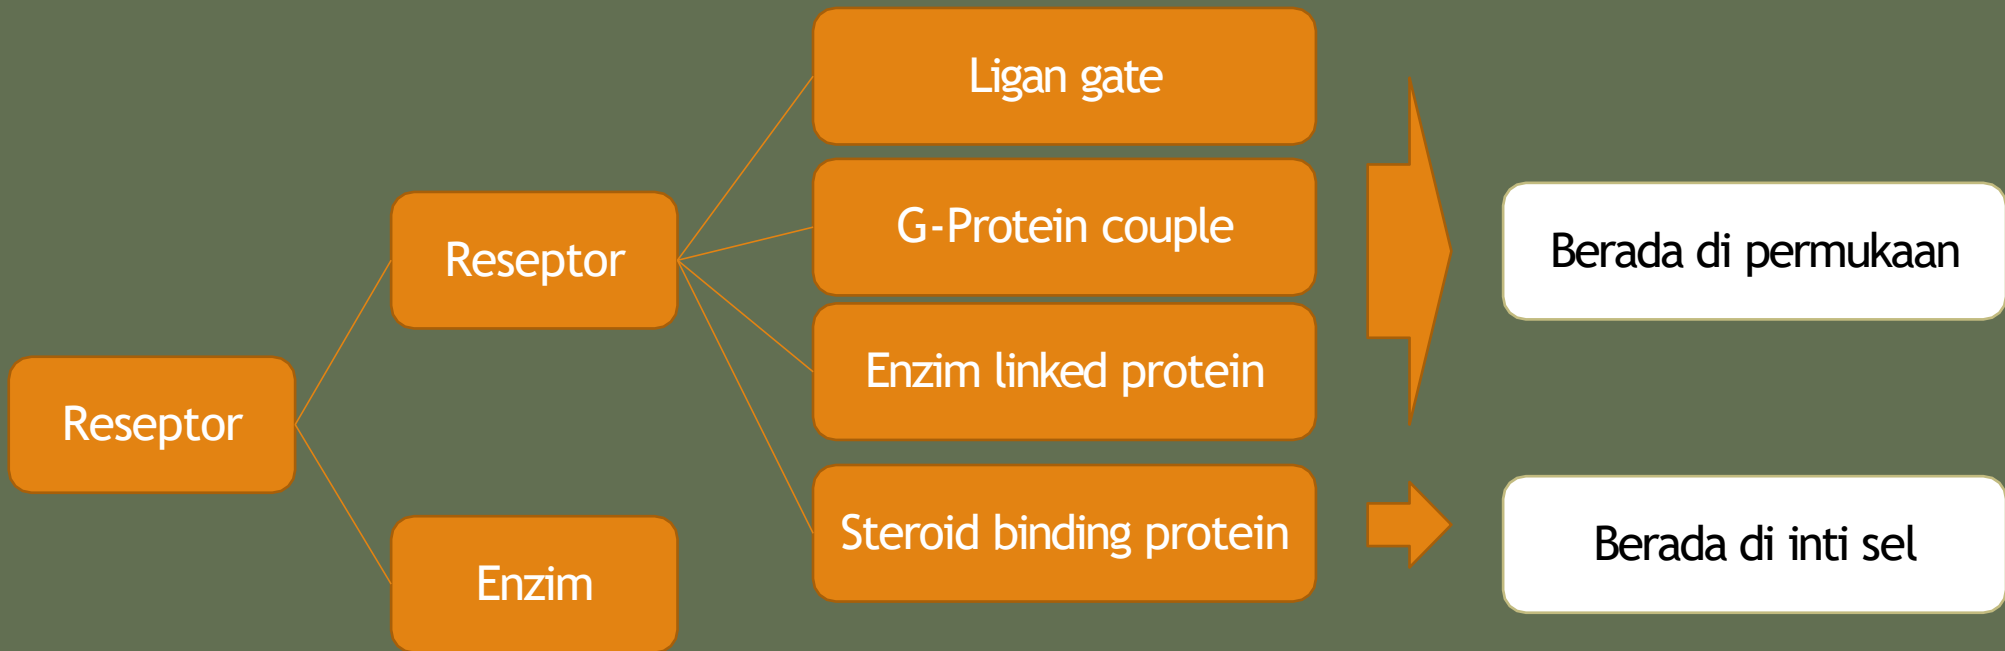 Reseptor
Reseptor
Enzim
Ligan gate
G-Protein couple
Enzim linked protein
Steroid binding protein
Berada di permukaan
Berada di inti sel